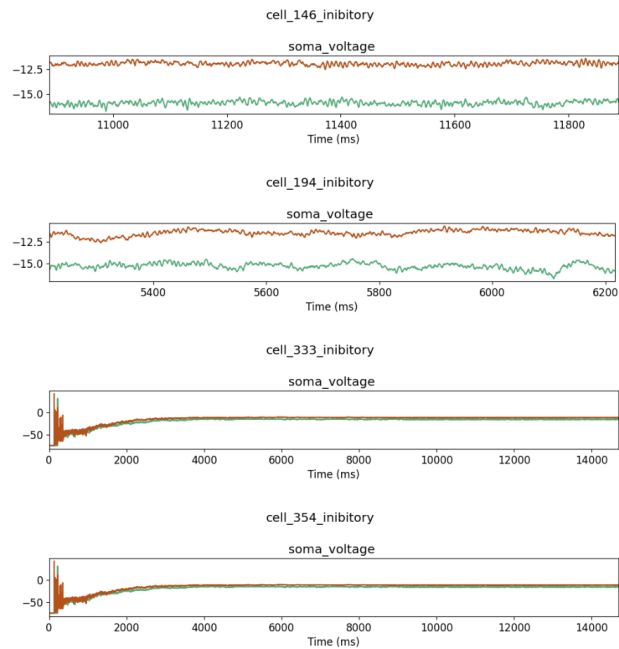 cell_146_inibitory
soma_voltage
−12.5
−15.0
11000 11200 11400 11600 11800
Time (ms)
cell_194_inibitory
soma_voltage
−12.5
−15.0
5400 5600 5800 6000 6200
Time (ms)
cell_333_inibitory
soma_voltage
0
−50
0 2000 4000 6000 8000 10000 12000 14000
Time (ms)
cell_354_inibitory
soma_voltage
0
−50
0 2000 4000 6000 8000 10000 12000 14000
Time (ms)